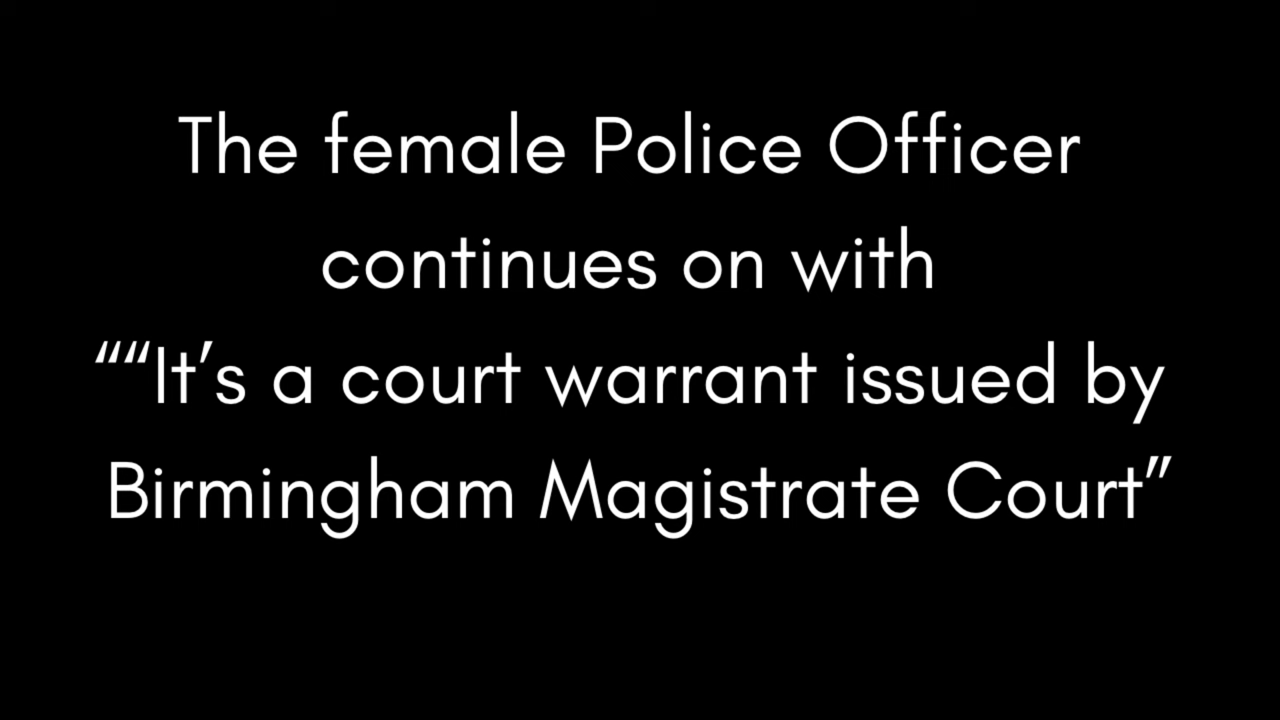 The female Police Officer
continues on with
““It’s a court warrant issued by
Birmingham Magistrate Court”